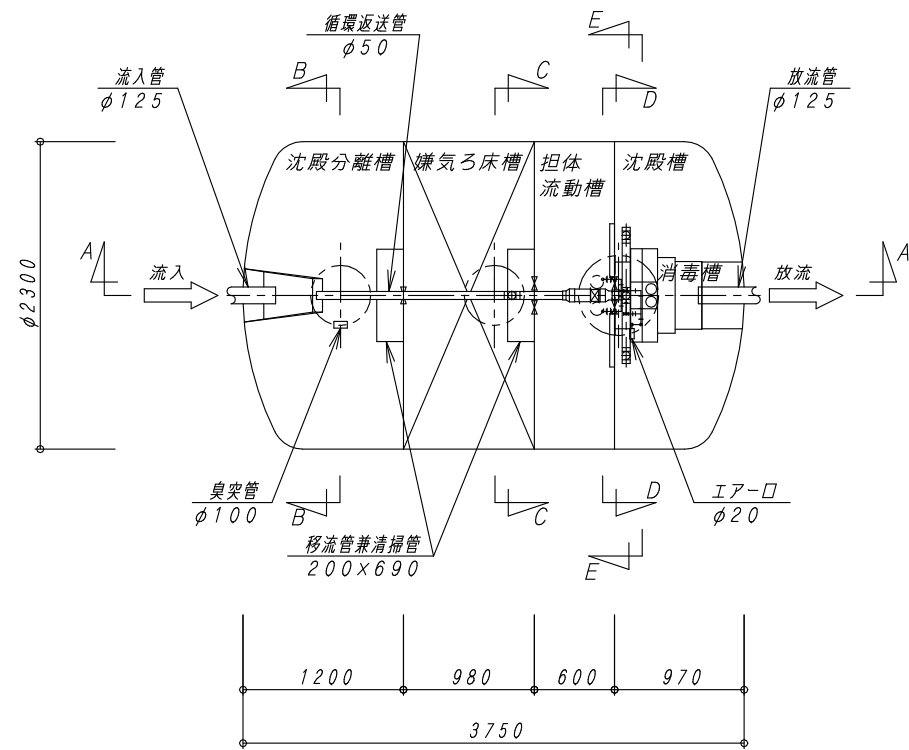 循環返送管
φ50
E
流入管
φ125
B
C
D
放流管
φ125
沈殿分離槽
嫌気ろ床槽
担体
流動槽
沈殿槽
A
流入
消毒槽
放流
A
φ2300
臭突管
φ100
B
移流管兼清掃管
200×690
C
D
エアー口
φ20
E
1200
980
600
970
3750